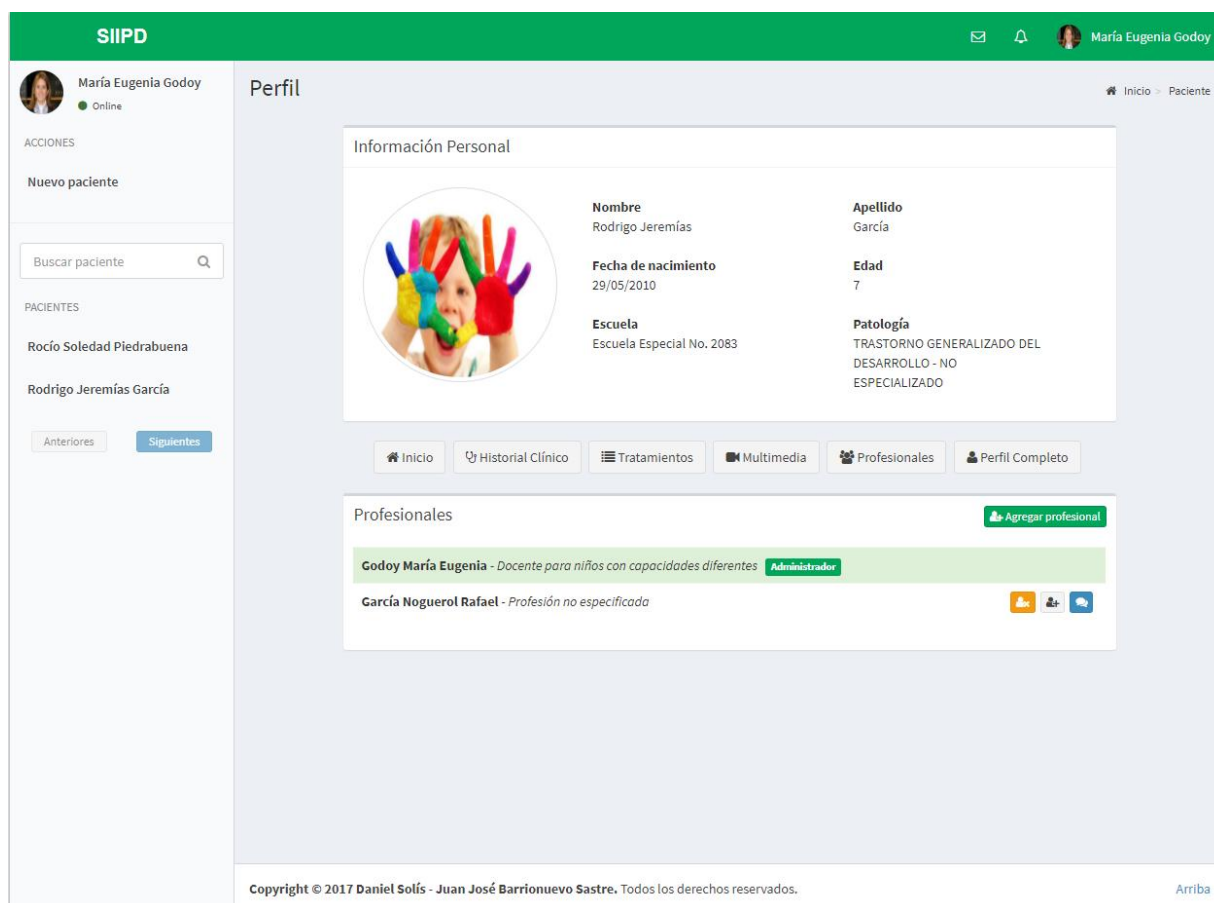 SIIPD
María Eugenia Godoy
María Eugenia Godoy
Online
ACCIONES
Nuevo paciente
Buscar paciente
PACIENTES
Rocío Soledad Piedrabuena
Rodrigo Jeremías García
Anteriores Siguientes
Perfil
Inicio > Paciente
Información Personal
Nombre
Rodrigo Jeremías
Apellido
García
Fecha de nacimiento
29/05/2010
Edad
7
Escuela
Escuela Especial No. 2083
Patología
TRASTORNO GENERALIZADO DEL
DESARROLLO - NO
ESPECIALIZADO
Inicio Historial Clínico Tratamientos Multimedia Profesionales Perfil Completo
Profesionales
Agregar profesional
Godoy María Eugenia - Docente para niños con capacidades diferentes Administrador
García Noguerol Rafael - Profesión no especificada
Copyright © 2017 Daniel Solís - Juan José Barrionuevo Sastre. Todos los derechos reservados.
Arriba